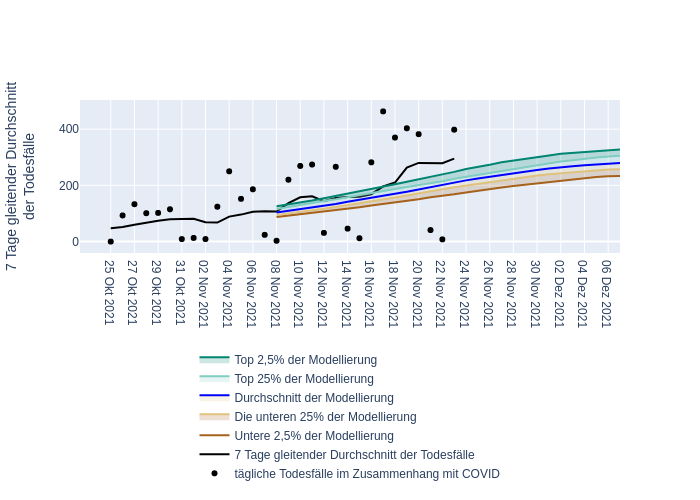 7 Tage gleitender Durchschnitt
der Todesfälle
400
200
0
25 Okt 2021
27 Okt 2021
29 Okt 2021
31 Okt 2021
02 Nov 2021
04 Nov 2021
06 Nov 2021
08 Nov 2021
10 Nov 2021
12 Nov 2021
14 Nov 2021
16 Nov 2021
18 Nov 2021
20 Nov 2021
22 Nov 2021
24 Nov 2021
26 Nov 2021
28 Nov 2021
30 Nov 2021
02 Dez 2021
04 Dez 2021
06 Dez 2021
Top 2,5% der Modellierung
Top 25% der Modellierung
Durchschnitt der Modellierung
Die unteren 25% der Modellierung
Untere 2,5% der Modellierung
7 Tage gleitender Durchschnitt der Todesfälle
tägliche Todesfälle im Zusammenhang mit COVID